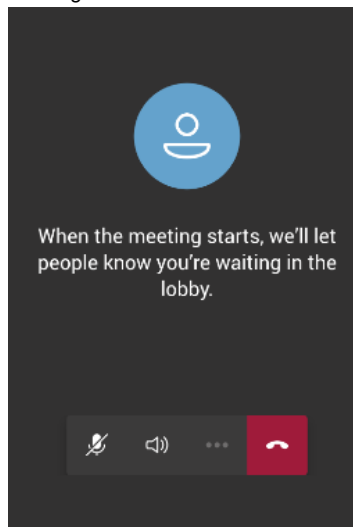 When the meeting starts, we'll let
people know you're waiting in the
lobby.